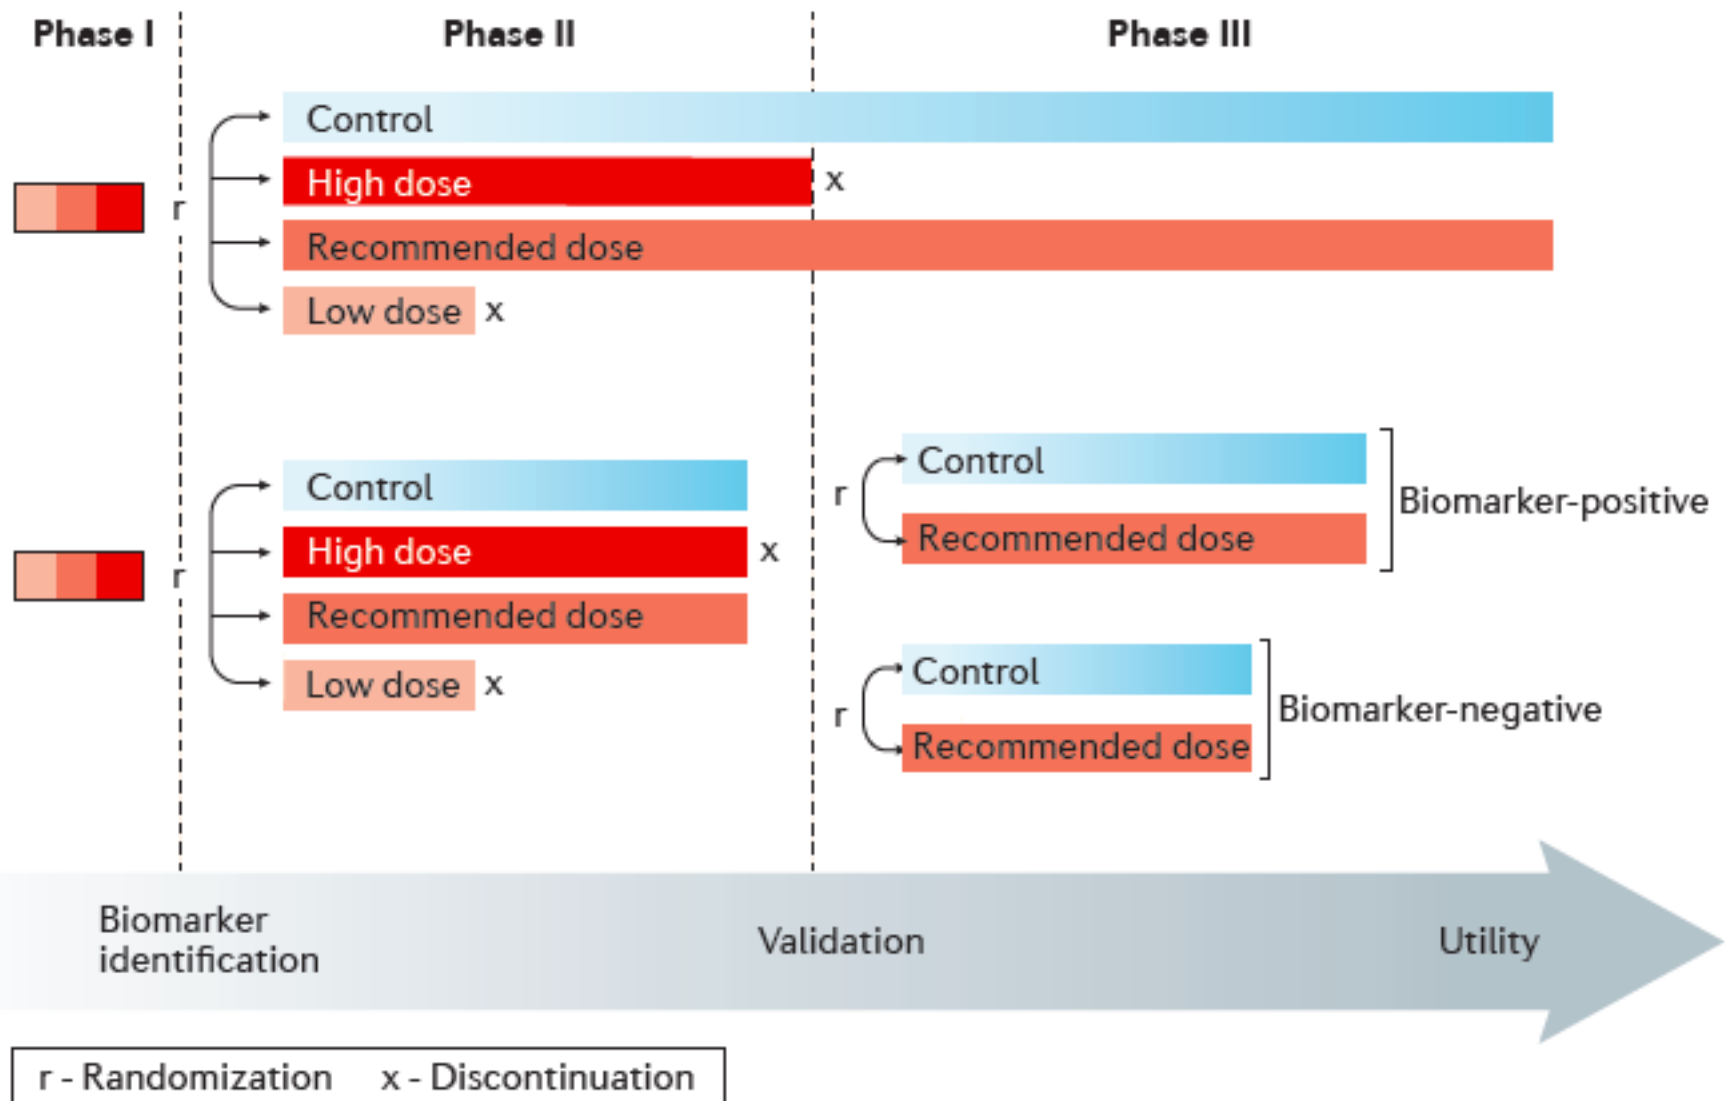 Phase I
Phase II
Phase III
Control
High dose
x
r
Recommended dose
Low dose
x
Control
High dose
x
r
Recommended dose
Low dose
x
Control
r
Recommended dose
Biomarker-positive
Control
r
Recommended dose
Biomarker-negative
Biomarker
identification
Validation
Utility
r - Randomization x - Discontinuation